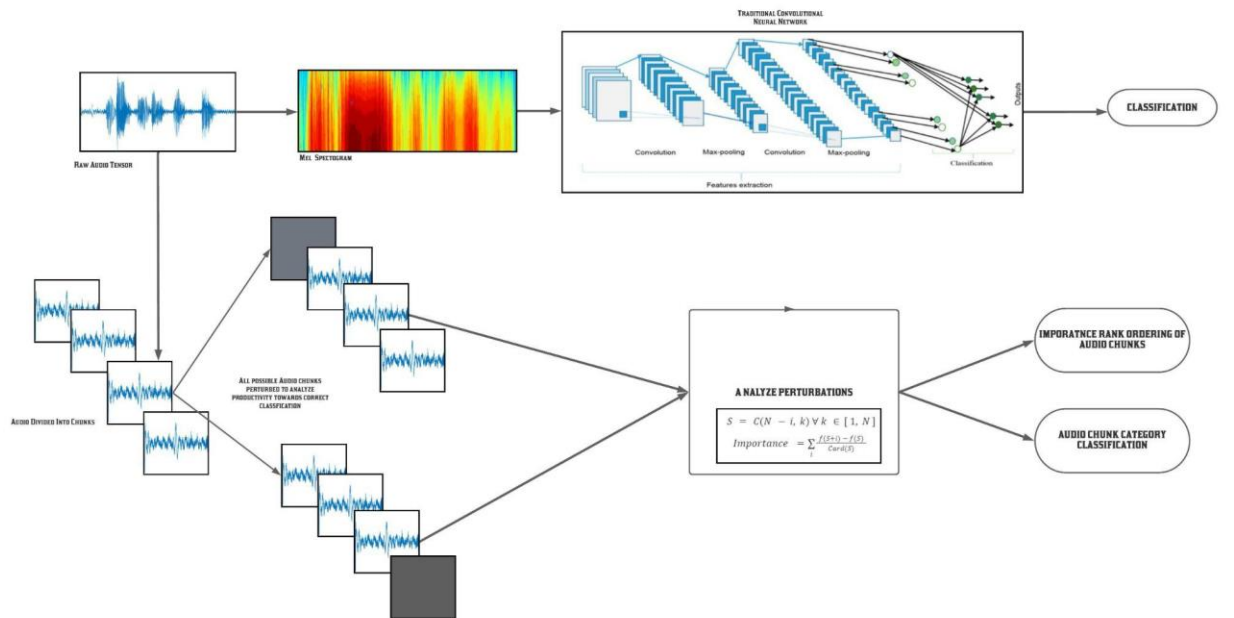 TRADITIONAL CONVOLUTIONAL
NEURAL NETWORK
Outputs
Convolution
Max-pooling
Convolution
Max-pooling
Classification
Features extraction
CLASSIFICATION
RAW AUDIO TENSOR
MEL SPECTOGRAM
AUDIO DIVIDED INTO CHUNKS
ALL POSSIBLE AUDIO CHUNKS
PERTURBED TO ANALYZE
PRODUCTIVITY TOWARDS CORRECT
CLASSFICATION
A NALYZE PERTURBATIONS
S = C(N − i, k) ∀ k ∈ [1, N]
Importance = ∑_i (f(S+i) − f(S)) / Card(S)
IMPORATNCE RANK ORDERING OF
AUDIO CHUNKS
AUDIO CHUNK CATEGORY
CLASSIFICATION